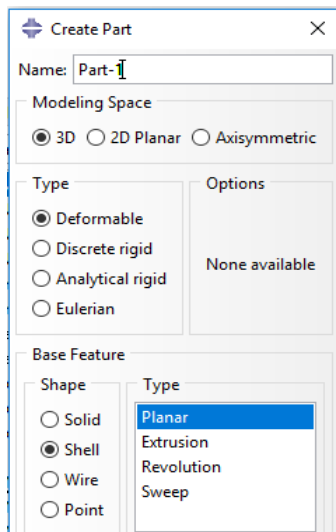 Create Part
Name: Part-1
Modeling Space
3D 2D Planar Axisymmetric
Type
Deformable
Discrete rigid
Analytical rigid
Eulerian
Options
None available
Base Feature
Shape
Solid
Shell
Wire
Point
Type
Planar
Extrusion
Revolution
Sweep